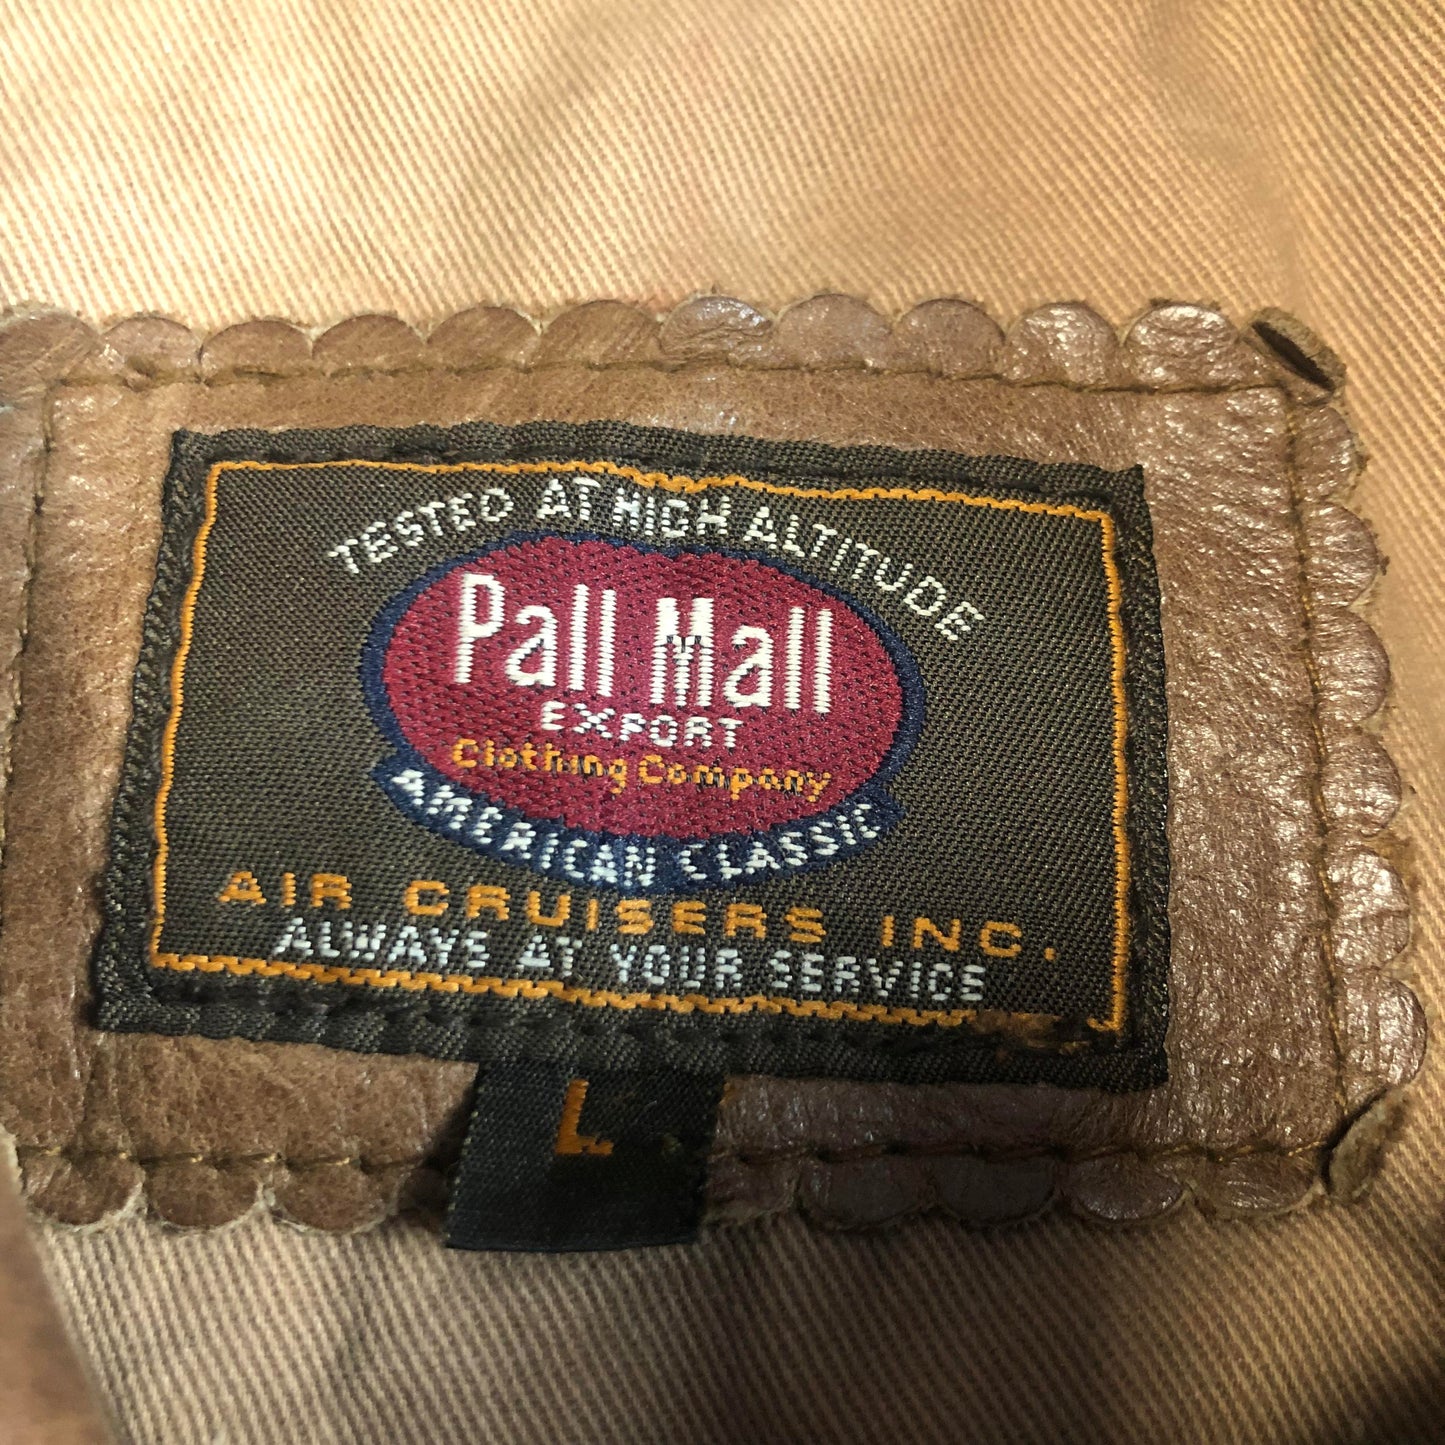 TESTED AT HIGH ALTITUDE
Pall Mall
EXPORT
Clothing Company
AMERICAN CLASSIC
AIR CRUISERS INC.
ALWAYS AT YOUR SERVICE
L